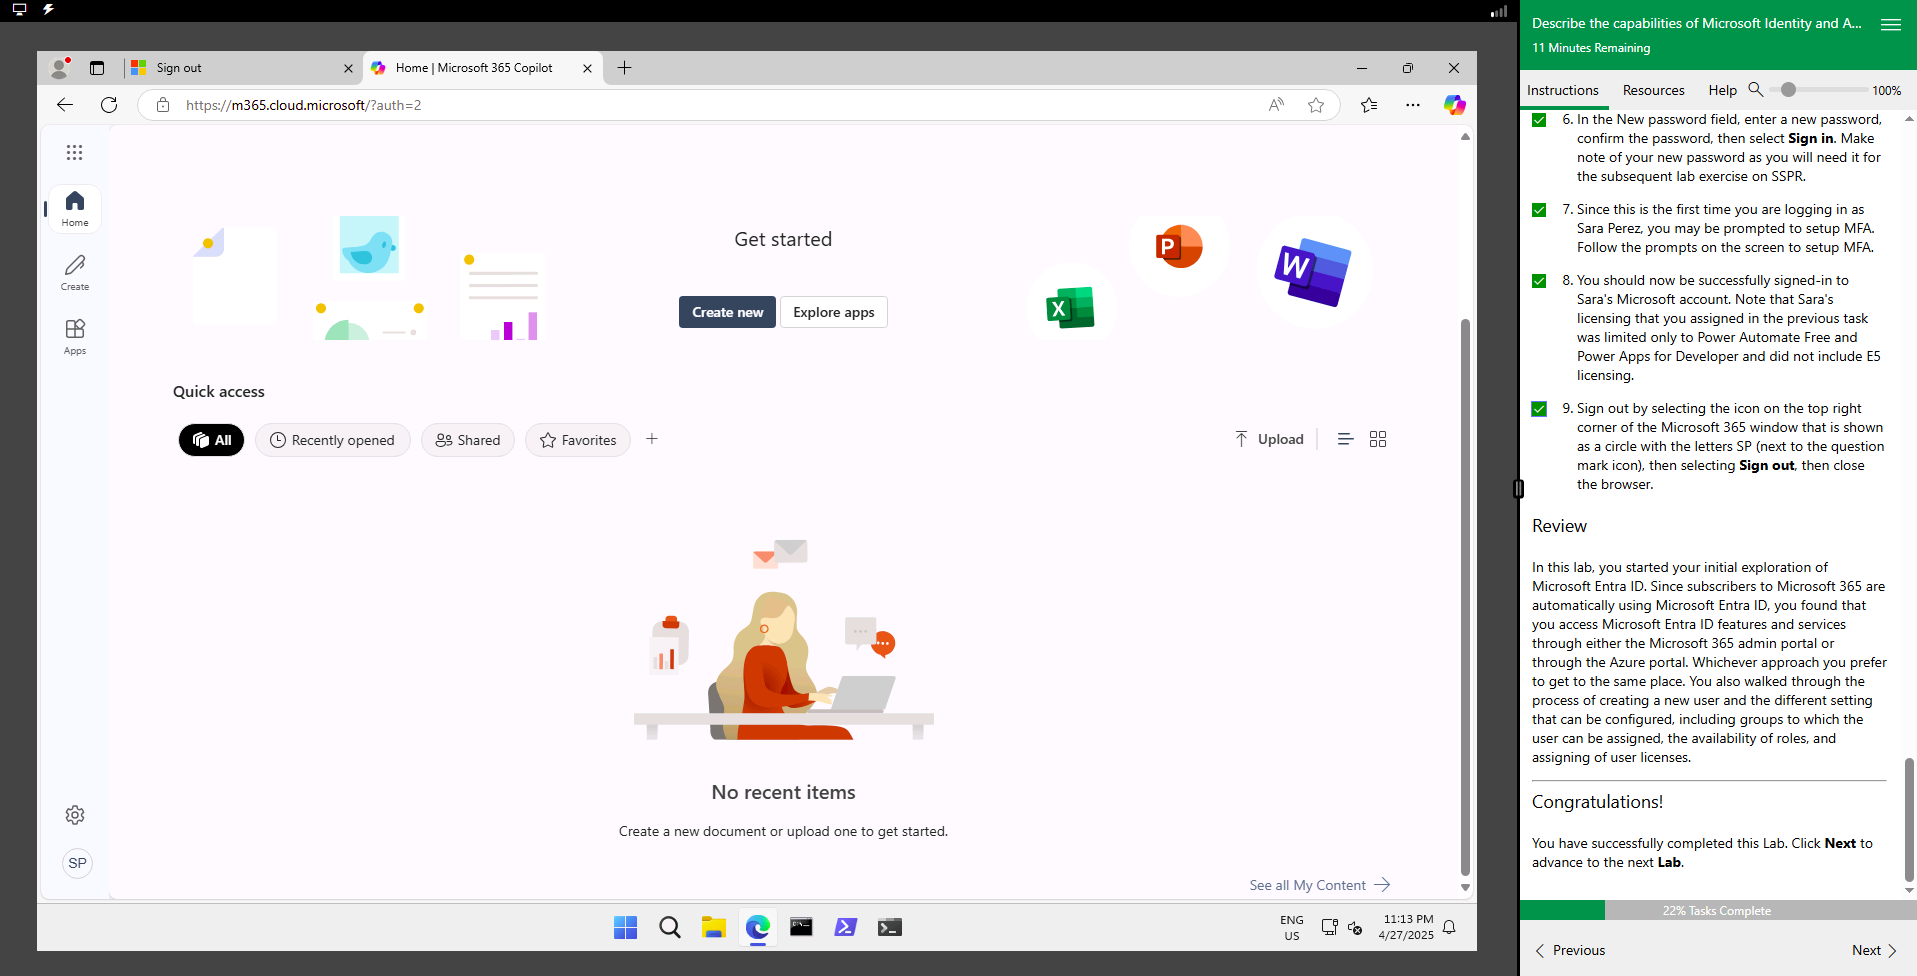 Sign out
Home | Microsoft 365 Copilot
https://m365.cloud.microsoft/?auth=2
Home
Create
Apps
SP
Get started
Create new
Explore apps
P
X
W
Quick access
All
Recently opened
Shared
Favorites
Upload
No recent items
Create a new document or upload one to get started.
See all My Content
ENG
US
11:13 PM
4/27/2025
Describe the capabilities of Microsoft Identity and A...
11 Minutes Remaining
Instructions
Resources
Help
100%
6. In the New password field, enter a new password,
confirm the password, then select Sign in. Make
note of your new password as you will need it for
the subsequent lab exercise on SSPR.
7. Since this is the first time you are logging in as
Sara Perez, you may be prompted to setup MFA.
Follow the prompts on the screen to setup MFA.
8. You should now be successfully signed-in to
Sara's Microsoft account. Note that Sara's
licensing that you assigned in the previous task
was limited only to Power Automate Free and
Power Apps for Developer and did not include E5
licensing.
9. Sign out by selecting the icon on the top right
corner of the Microsoft 365 window that is shown
as a circle with the letters SP (next to the question
mark icon), then selecting Sign out, then close
the browser.
Review
In this lab, you started your initial exploration of
Microsoft Entra ID. Since subscribers to Microsoft 365 are
automatically using Microsoft Entra ID, you found that
you access Microsoft Entra ID features and services
through either the Microsoft 365 admin portal or
through the Azure portal. Whichever approach you prefer
to get to the same place. You also walked through the
process of creating a new user and the different setting
that can be configured, including groups to which the
user can be assigned, the availability of roles, and
assigning of user licenses.
Congratulations!
You have successfully completed this Lab. Click Next to
advance to the next Lab.
22% Tasks Complete
Previous
Next